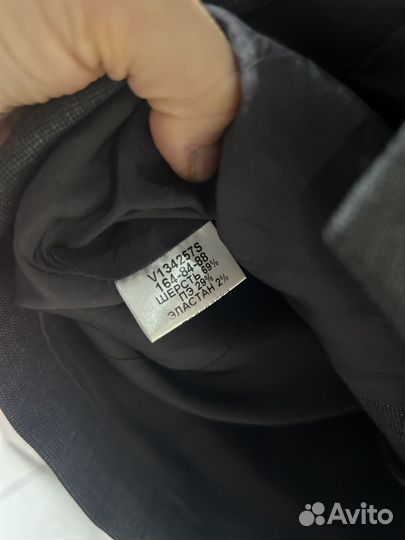 V134257S
164-84-88
ШЕРСТЬ 69%
ПЭ 29%
ЭЛАСТАН 2%
Avito